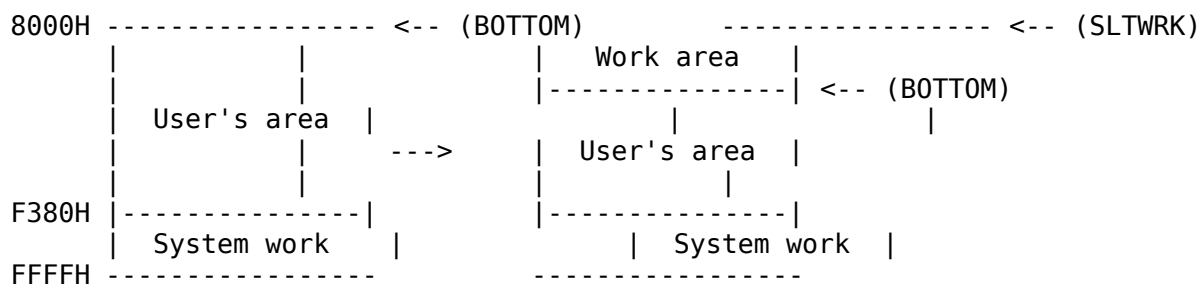 8000H ----------------- <-- (BOTTOM)         ----------------- <-- (SLTWRK)
      |           |              |   Work area   |
      |           |              |---------------| <-- (BOTTOM)
      |  User's area  |                   |               |
      |           |     --->     |  User's area  |
      |           |              |           |
F380H |---------------|          |---------------|
      |  System work    |              |  System work  |
FFFFH -----------------          -----------------